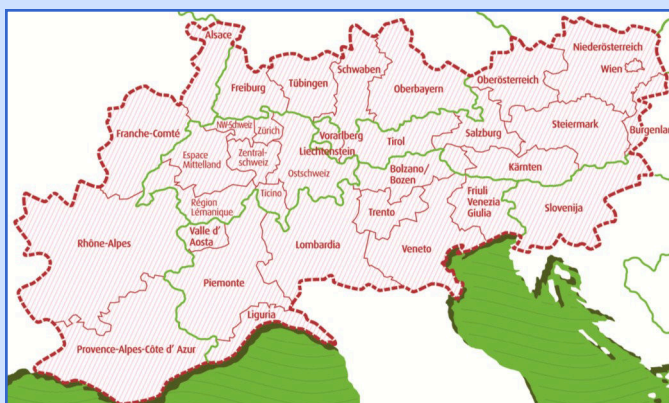 Alsace
Niederösterreich
Wien
Freiburg
Tübingen
Schwaben
Oberbayern
Oberösterreich
Franche-Comté
NW-Schweiz
Zürich
Vorarlberg
Liechtenstein
Tirol
Salzburg
Steiermark
Burgenlan
Espace
Mittelland
Zentral-
schweiz
Ostschweiz
Bolzano/
Bozen
Kärnten
Région
Lémanique
Ticino
Trento
Friuli
Venezia
Giulia
Slovenija
Rhône-Alpes
Valle d'
Aosta
Lombardia
Veneto
Piemonte
Liguria
Provence-Alpes-Côte d' Azur